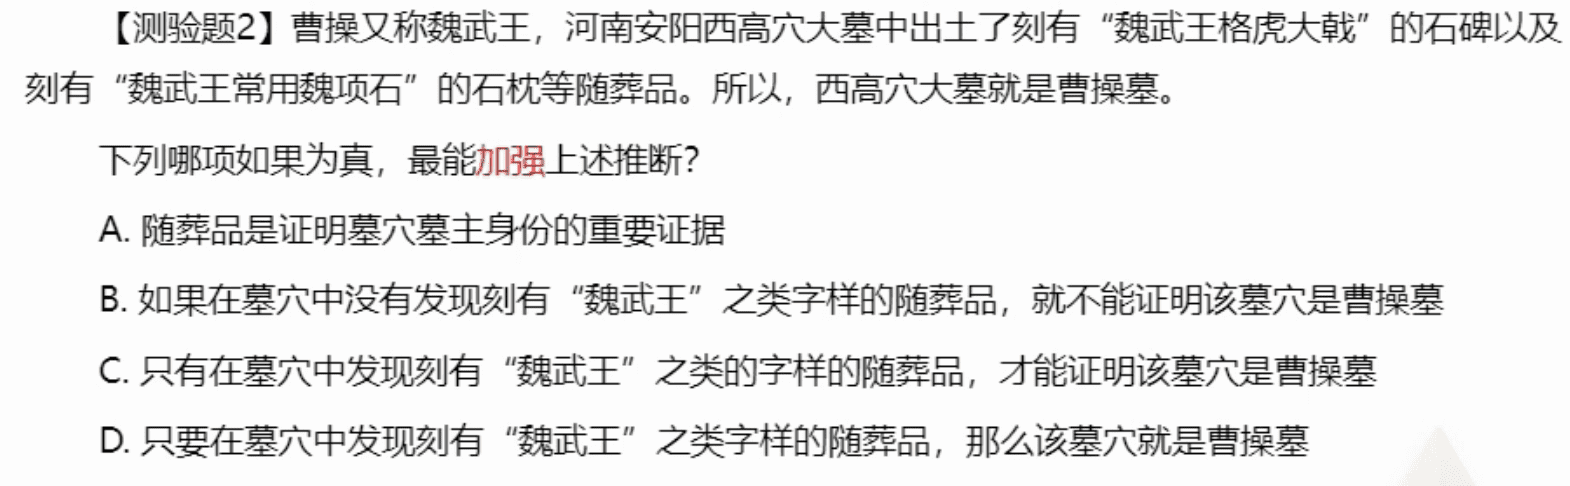 【测验题2】曹操又称魏武王，河南安阳西高穴大墓中出土了刻有“魏武王格虎大戟”的石碑以及
刻有“魏武王常用魏项石”的石枕等随葬品。所以，西高穴大墓就是曹操墓。
下列哪项如果为真，最能加强上述推断？
A. 随葬品是证明墓穴墓主身份的重要证据
B. 如果在墓穴中没有发现刻有“魏武王”之类字样的随葬品，就不能证明该墓穴是曹操墓
C. 只有在墓穴中发现刻有“魏武王”之类的字样的随葬品，才能证明该墓穴是曹操墓
D. 只要在墓穴中发现刻有“魏武王”之类字样的随葬品，那么该墓穴就是曹操墓